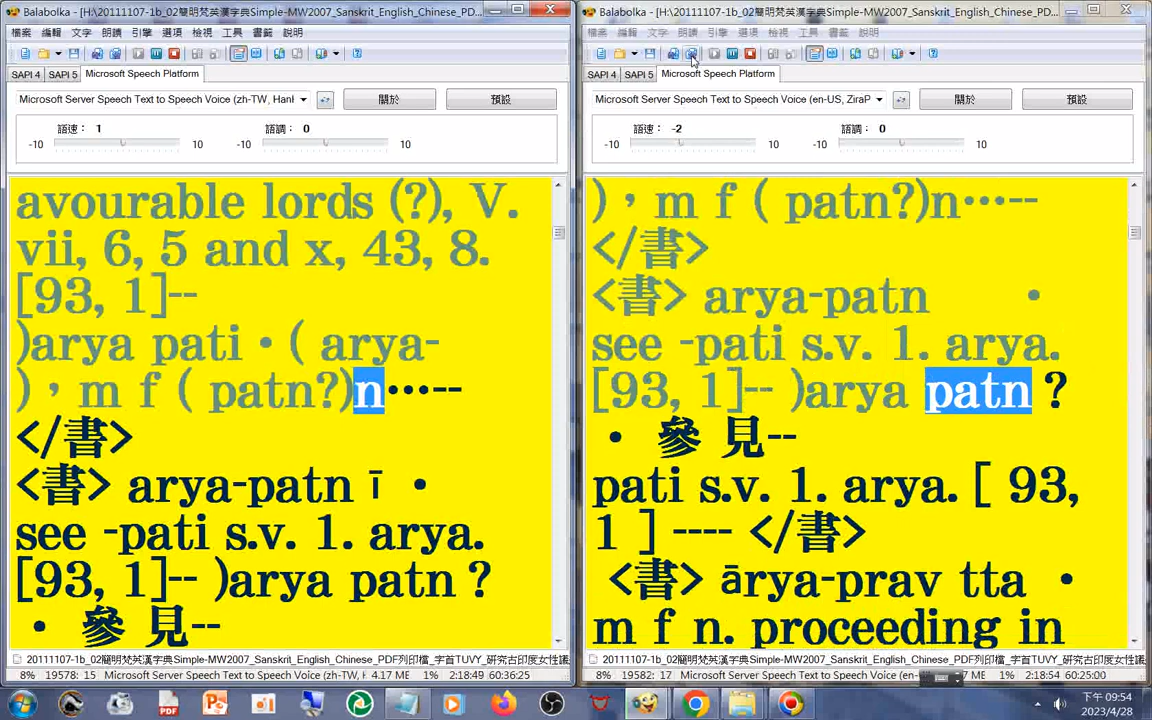 Balabolka - [H:\20111107-1b_02簡明梵英漢字典Simple-MW2007_Sanskrit_English_Chinese_PD...
檔案 編輯 文字 朗讀 引擎 選項 檢視 工具 書籤 說明
SAPI 4 SAPI 5 Microsoft Speech Platform
Microsoft Server Speech Text to Speech Voice (zh-TW, Hanl
關於 預設
語速： 1 語調： 0
-10 10 -10 10
avourable lords (?), V.
vii, 6, 5 and x, 43, 8.
[93, 1]--
)arya pati • ( arya-
)，m f ( patn?)n…--
</書>
<書> arya-patn ī •
see -pati s.v. 1. arya.
[93, 1]-- )arya patn ?
• 參 見--
20111107-1b_02簡明梵英漢字典Simple-MW2007_Sanskrit_English_Chinese_PDF列印檔_字首TUVY_研究古印度女性議
8% 19578: 15 Microsoft Server Speech Text to Speech Voice (zh-TW, H 4.17 MB 1% 2:18:49 60:36:25
Balabolka - [H:\20111107-1b_02簡明梵英漢字典Simple-MW2007_Sanskrit_English_Chinese_PD...
檔案 編輯 文字 朗讀 引擎 選項 檢視 工具 書籤 說明
SAPI 4 SAPI 5 Microsoft Speech Platform
Microsoft Server Speech Text to Speech Voice (en-US, ZiraP
關於 預設
語速： -2 語調： 0
-10 10 -10 10
)，m f ( patn?)n…--
</書>
<書> arya-patn •
see -pati s.v. 1. arya.
[93, 1]-- )arya patn ?
• 參 見--
pati s.v. 1. arya. [ 93,
1 ] ---- </書>
<書> ārya-prav tta •
m f n. proceeding in
20111107-1b_02簡明梵英漢字典Simple-MW2007_Sanskrit_English_Chinese_PDF列印檔_字首TUVY_研究古印度女性議
8% 19582: 17 Microsoft Server Speech Text to Speech Voice 1% 2:18:54 60:25:00
PDF
下午 09:54
2023/4/28